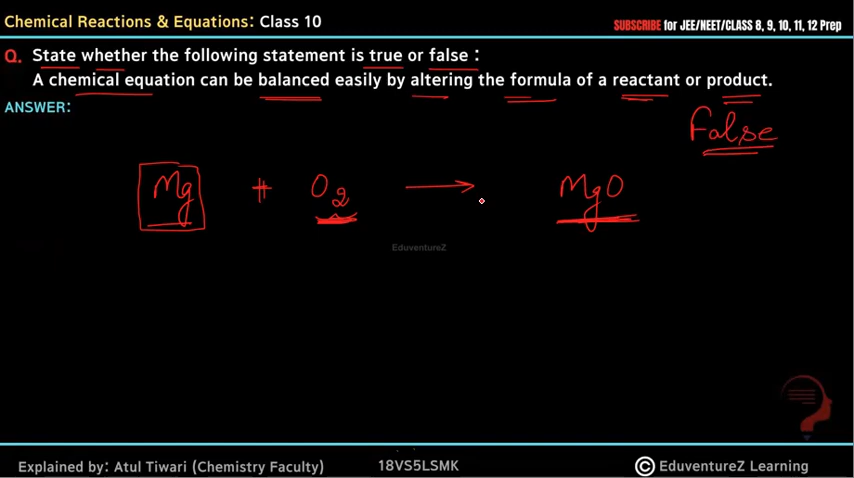 Chemical Reactions & Equations: Class 10
SUBSCRIBE for JEE/NEET/CLASS 8, 9, 10, 11, 12 Prep
Q. State whether the following statement is true or false :
A chemical equation can be balanced easily by altering the formula of a reactant or product.
ANSWER:
False
Mg + O2 → MgO
EduventureZ
Explained by: Atul Tiwari (Chemistry Faculty)
18VS5LSMK
© EduventureZ Learning